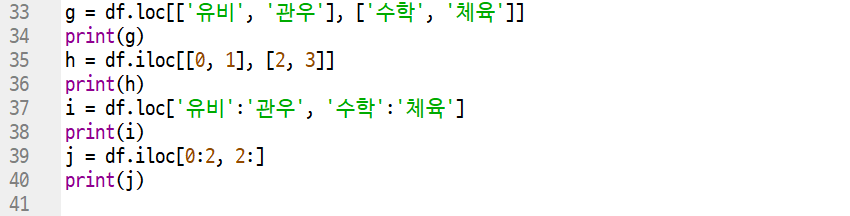 33 g = df.loc[['유비', '관우'], ['수학', '체육']]
34 print(g)
35 h = df.iloc[[0, 1], [2, 3]]
36 print(h)
37 i = df.loc['유비':'관우', '수학':'체육']
38 print(i)
39 j = df.iloc[0:2, 2:]
40 print(j)
41